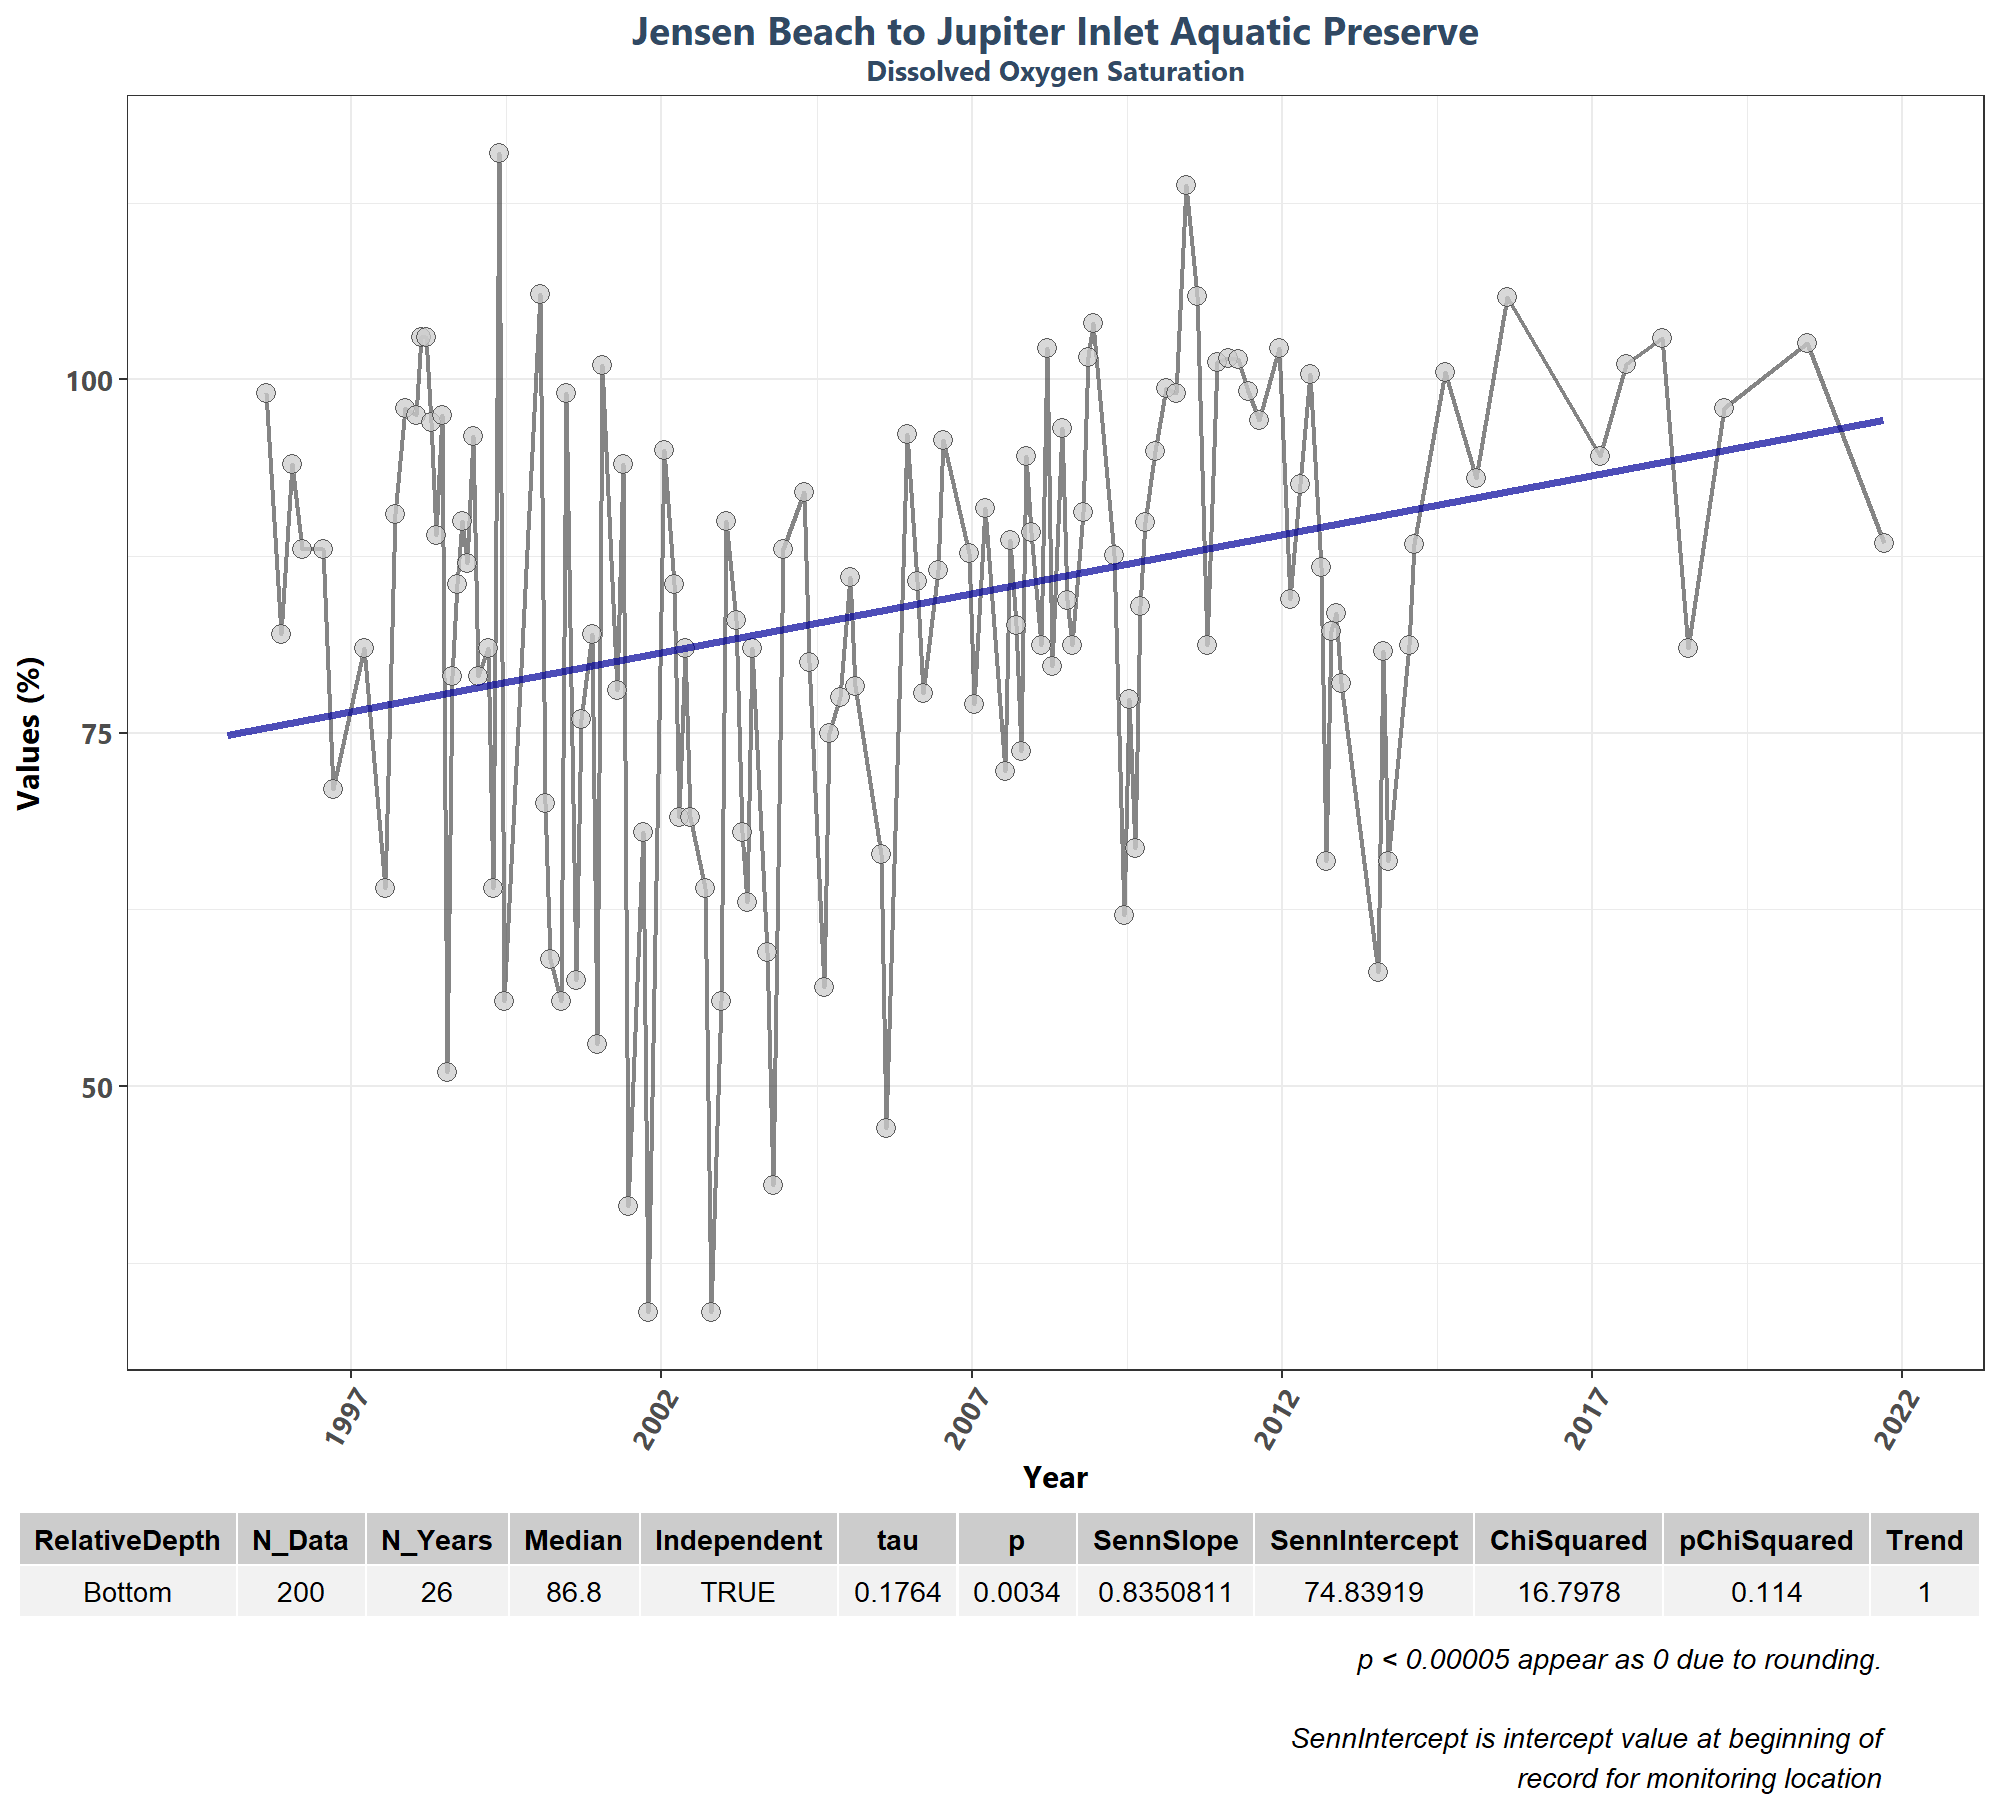 Jensen Beach to Jupiter Inlet Aquatic Preserve
Dissolved Oxygen Saturation
Values (%)
100
75
50
1997 2002 2007 2012 2017 2022
Year
RelativeDepth N_Data N_Years Median Independent tau p SennSlope SennIntercept ChiSquared pChiSquared Trend
Bottom 200 26 86.8 TRUE 0.1764 0.0034 0.8350811 74.83919 16.7978 0.114 1
p < 0.00005 appear as 0 due to rounding.
SennIntercept is intercept value at beginning of
record for monitoring location